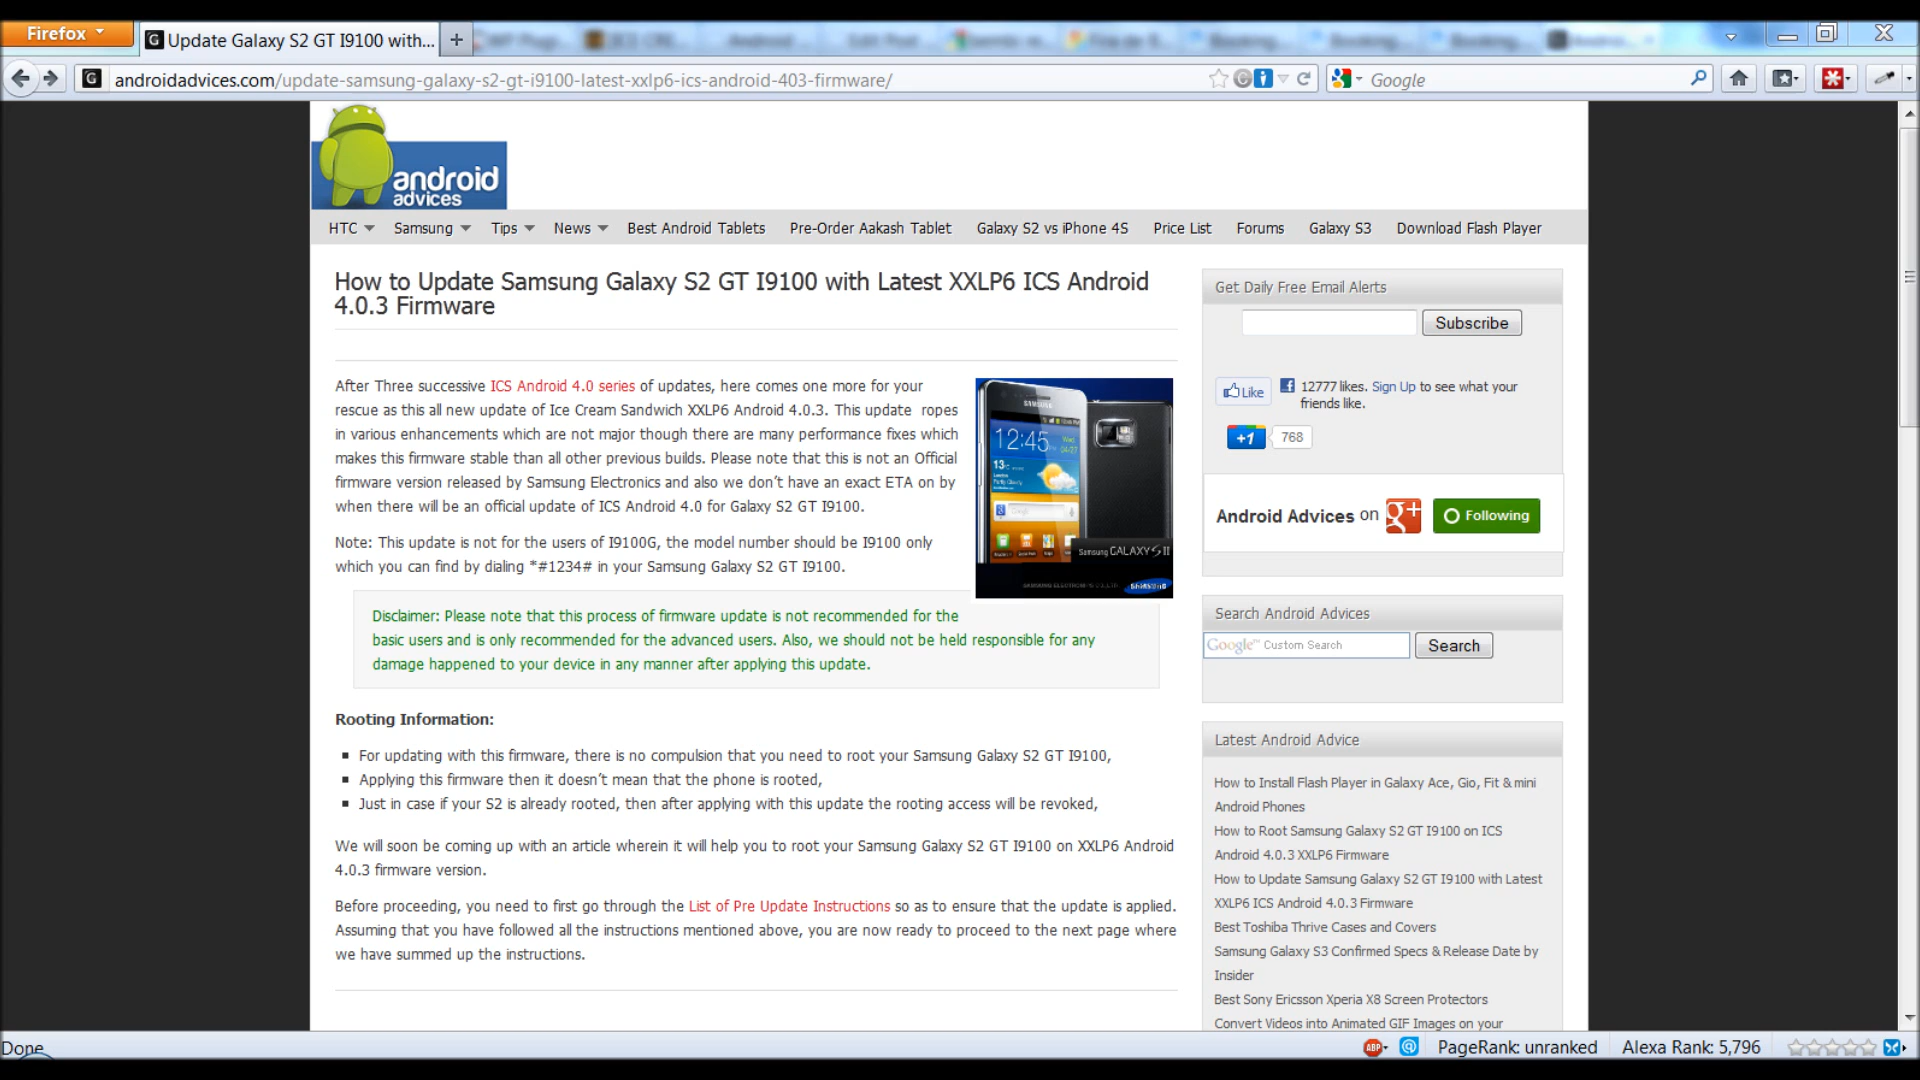 Firefox
Update Galaxy S2 GT I9100 with...
androidadvices.com/update-samsung-galaxy-s2-gt-i9100-latest-xxlp6-ics-android-403-firmware/
Google
android
advices
HTC Samsung Tips News Best Android Tablets Pre-Order Aakash Tablet Galaxy S2 vs iPhone 4S Price List Forums Galaxy S3 Download Flash Player
How to Update Samsung Galaxy S2 GT I9100 with Latest XXLP6 ICS Android
4.0.3 Firmware
After Three successive ICS Android 4.0 series of updates, here comes one more for your
rescue as this all new update of Ice Cream Sandwich XXLP6 Android 4.0.3. This update ropes
in various enhancements which are not major though there are many performance fixes which
makes this firmware stable than all other previous builds. Please note that this is not an Official
firmware version released by Samsung Electronics and also we don't have an exact ETA on by
when there will be an official update of ICS Android 4.0 for Galaxy S2 GT I9100.
SAMSUNG
12:45
13
Samsung GALAXY S II
SAMSUNG
Note: This update is not for the users of I9100G, the model number should be I9100 only
which you can find by dialing *#1234# in your Samsung Galaxy S2 GT I9100.
Disclaimer: Please note that this process of firmware update is not recommended for the
basic users and is only recommended for the advanced users. Also, we should not be held responsible for any
damage happened to your device in any manner after applying this update.
Rooting Information:
For updating with this firmware, there is no compulsion that you need to root your Samsung Galaxy S2 GT I9100,
Applying this firmware then it doesn't mean that the phone is rooted,
Just in case if your S2 is already rooted, then after applying with this update the rooting access will be revoked,
We will soon be coming up with an article wherein it will help you to root your Samsung Galaxy S2 GT I9100 on XXLP6 Android
4.0.3 firmware version.
Before proceeding, you need to first go through the List of Pre Update Instructions so as to ensure that the update is applied.
Assuming that you have followed all the instructions mentioned above, you are now ready to proceed to the next page where
we have summed up the instructions.
Get Daily Free Email Alerts
Subscribe
Like
12777 likes. Sign Up to see what your
friends like.
+1 768
Android Advices on g+ Following
Search Android Advices
Google™ Custom Search Search
Latest Android Advice
How to Install Flash Player in Galaxy Ace, Gio, Fit & mini
Android Phones
How to Root Samsung Galaxy S2 GT I9100 on ICS
Android 4.0.3 XXLP6 Firmware
How to Update Samsung Galaxy S2 GT I9100 with Latest
XXLP6 ICS Android 4.0.3 Firmware
Best Toshiba Thrive Cases and Covers
Samsung Galaxy S3 Confirmed Specs & Release Date by
Insider
Best Sony Ericsson Xperia X8 Screen Protectors
Convert Videos into Animated GIF Images on your
Done
ABP
PageRank: unranked Alexa Rank: 5,796